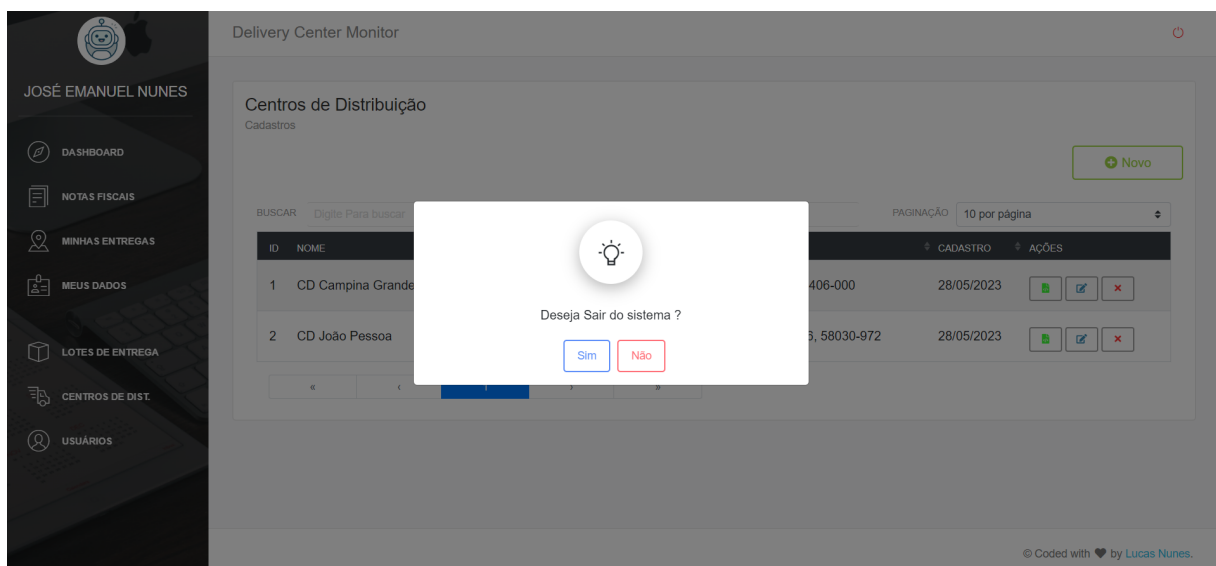 Delivery Center Monitor
JOSÉ EMANUEL NUNES
DASHBOARD
NOTAS FISCAIS
MINHAS ENTREGAS
MEUS DADOS
LOTES DE ENTREGA
CENTROS DE DIST.
USUÁRIOS
Centros de Distribuição
Cadastros
Novo
BUSCAR Digite Para buscar
PAGINAÇÃO 10 por página
ID NOME CADASTRO AÇÕES
1 CD Campina Grande 406-000 28/05/2023
2 CD João Pessoa 58030-972 28/05/2023
« ‹ 1 › »
Deseja Sair do sistema ?
Sim Não
© Coded with by Lucas Nunes.